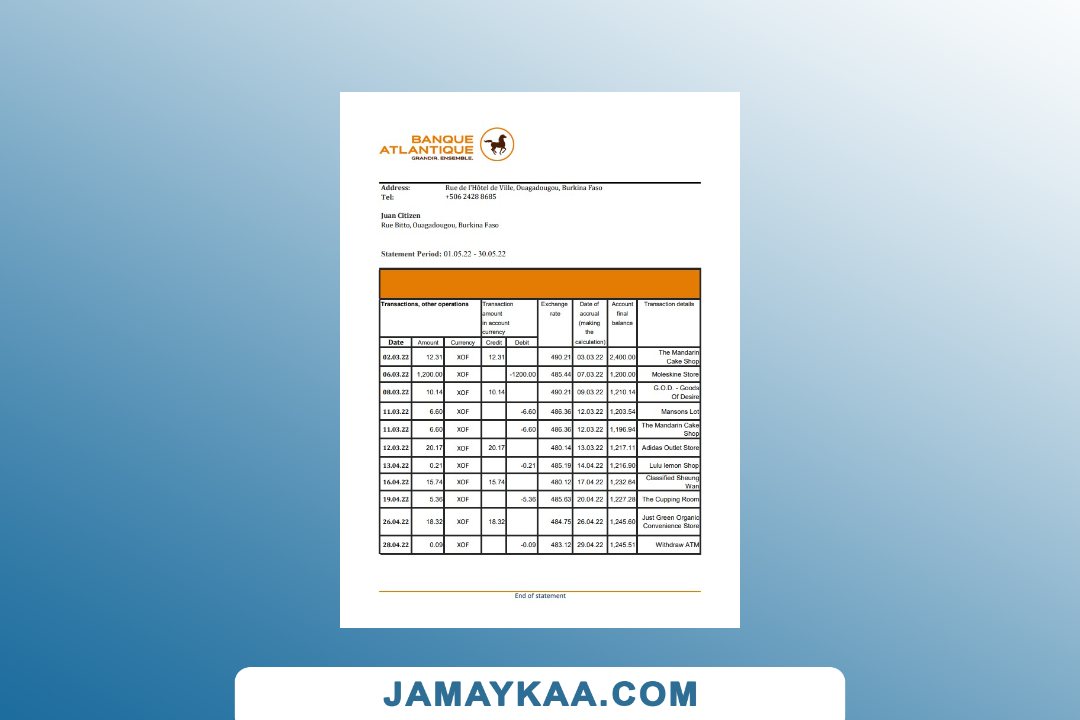 BANQUE
ATLANTIQUE
GRANDIR. ENSEMBLE.
Address: Rue de l'Hôtel de Ville, Ouagadougou, Burkina Faso
Tel: +506 2428 8685
Juan Citizen
Rue Bitto, Ouagadougou, Burkina Faso
Statement Period: 01.05.22 - 30.05.22
Transactions, other operations Transaction amount in account currency Exchange rate Date of accrual (making the calculation) Account final balance Transaction details
Date Amount Currency Credit Debit
02.03.22 12.31 XOF 12.31 490.21 03.03.22 2,400.00 The Mandarin Cake Shop
06.03.22 1,200.00 XOF -1200.00 485.44 07.03.22 1,200.00 Moleskine Store
08.03.22 10.14 XOF 10.14 490.21 09.03.22 1,210.14 G.O.D. - Goods Of Desire
11.03.22 6.60 XOF -6.60 486.36 12.03.22 1,203.54 Mansons Lot
11.03.22 6.60 XOF -6.60 486.36 12.03.22 1,196.94 The Mandarin Cake Shop
12.03.22 20.17 XOF 20.17 480.14 13.03.22 1,217.11 Adidas Outlet Store
13.04.22 0.21 XOF -0.21 485.19 14.04.22 1,216.90 Lulu lemon Shop
16.04.22 15.74 XOF 15.74 480.12 17.04.22 1,232.64 Classified Sheung Wan
19.04.22 5.36 XOF -5.36 485.63 20.04.22 1,227.28 The Cupping Room
26.04.22 18.32 XOF 18.32 484.75 26.04.22 1,245.60 Just Green Organic Convenience Store
28.04.22 0.09 XOF -0.09 483.12 29.04.22 1,245.51 Withdraw ATM
End of statement
JAMAYKAA.COM